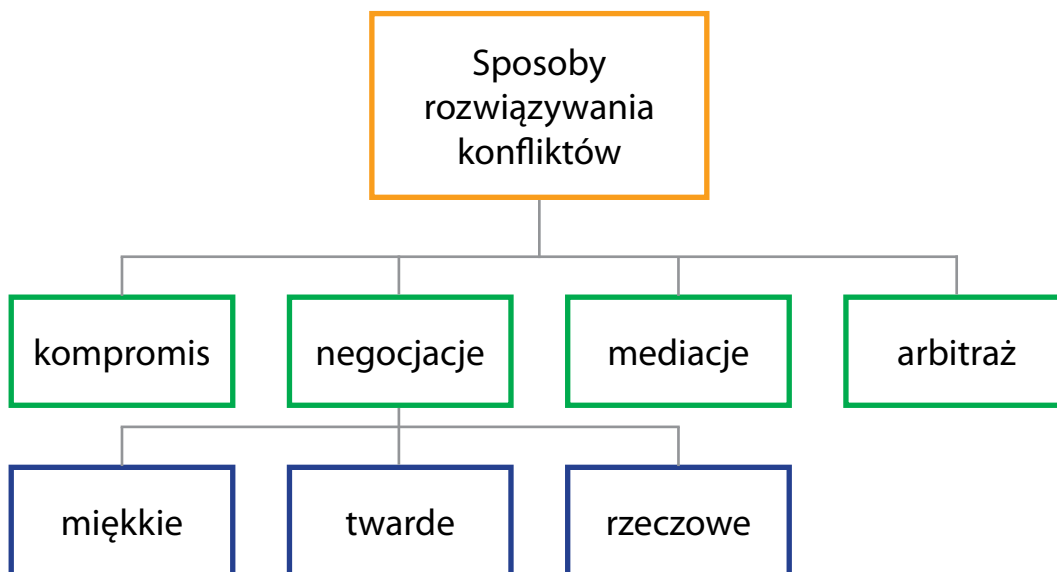 Sposoby
rozwiązywania
konfliktów
kompromis
negocjacje
mediacje
arbitraż
miękkie
twarde
rzeczowe